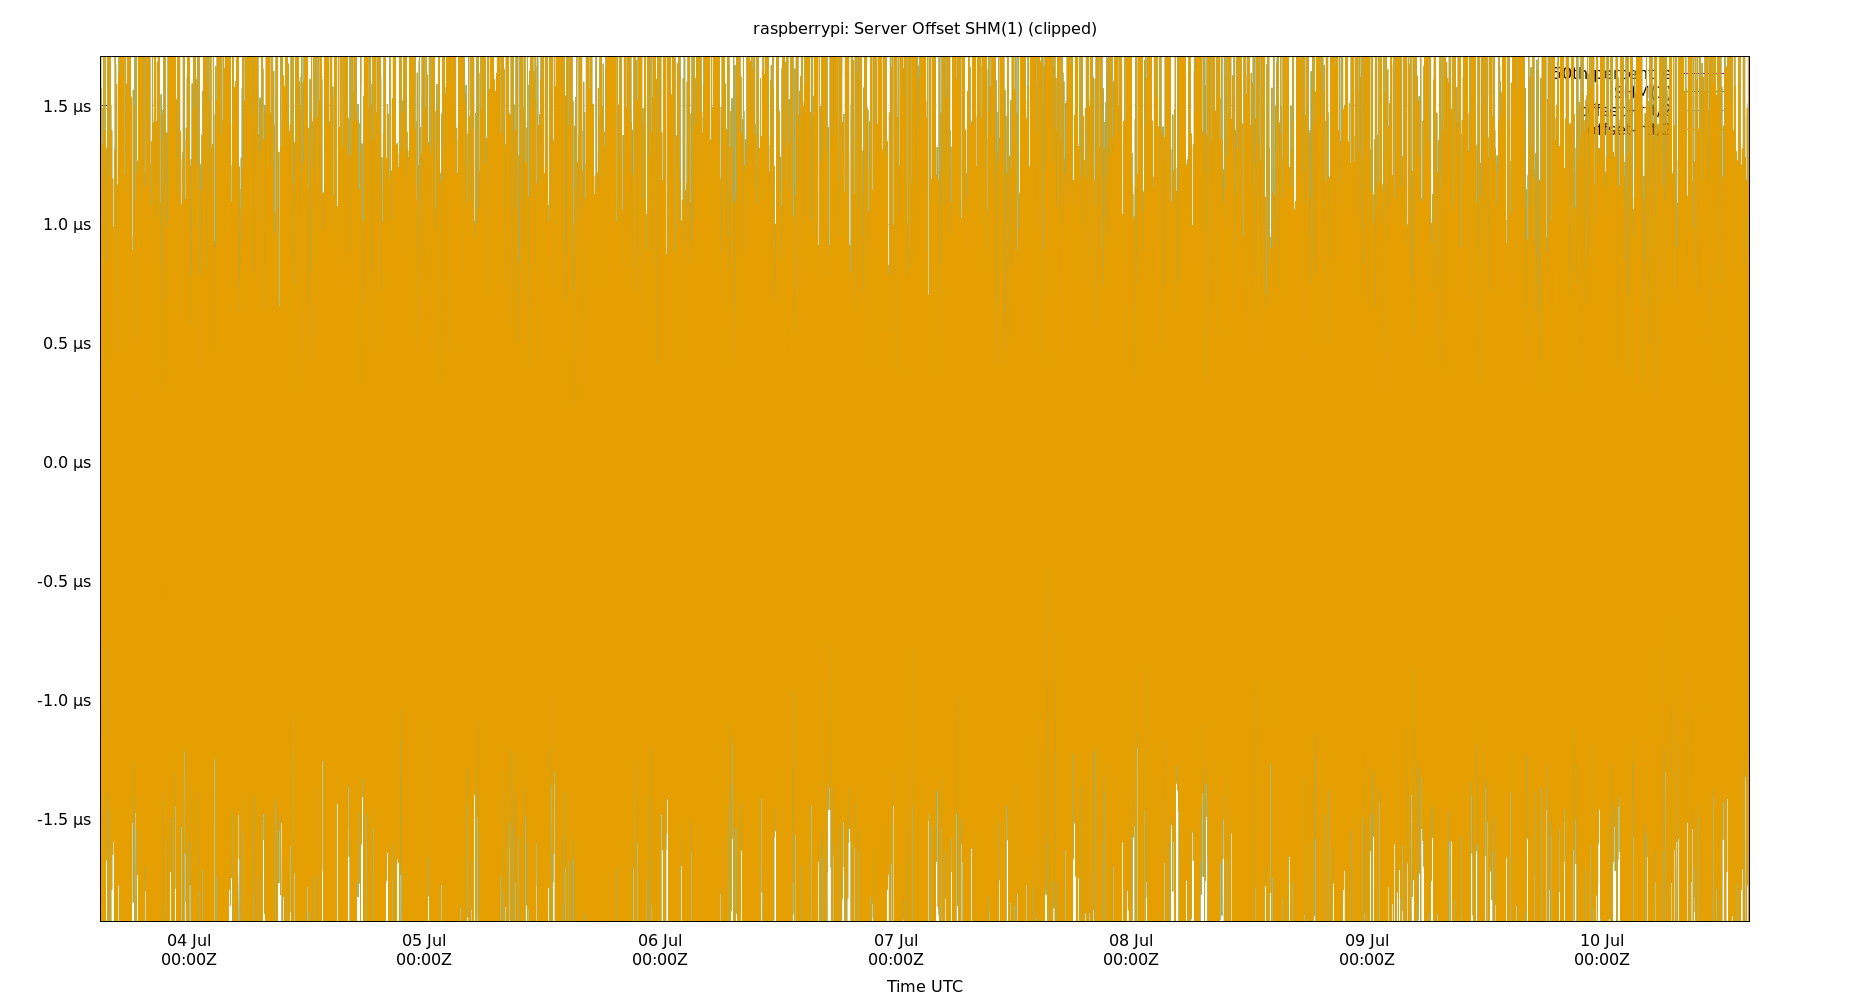 raspberrypi: Server Offset SHM(1) (clipped)
1.5 µs
1.0 µs
0.5 µs
0.0 µs
-0.5 µs
-1.0 µs
-1.5 µs
04 Jul 05 Jul 06 Jul 07 Jul 08 Jul 09 Jul 10 Jul
00:00Z 00:00Z 00:00Z 00:00Z 00:00Z 00:00Z 00:00Z
Time UTC